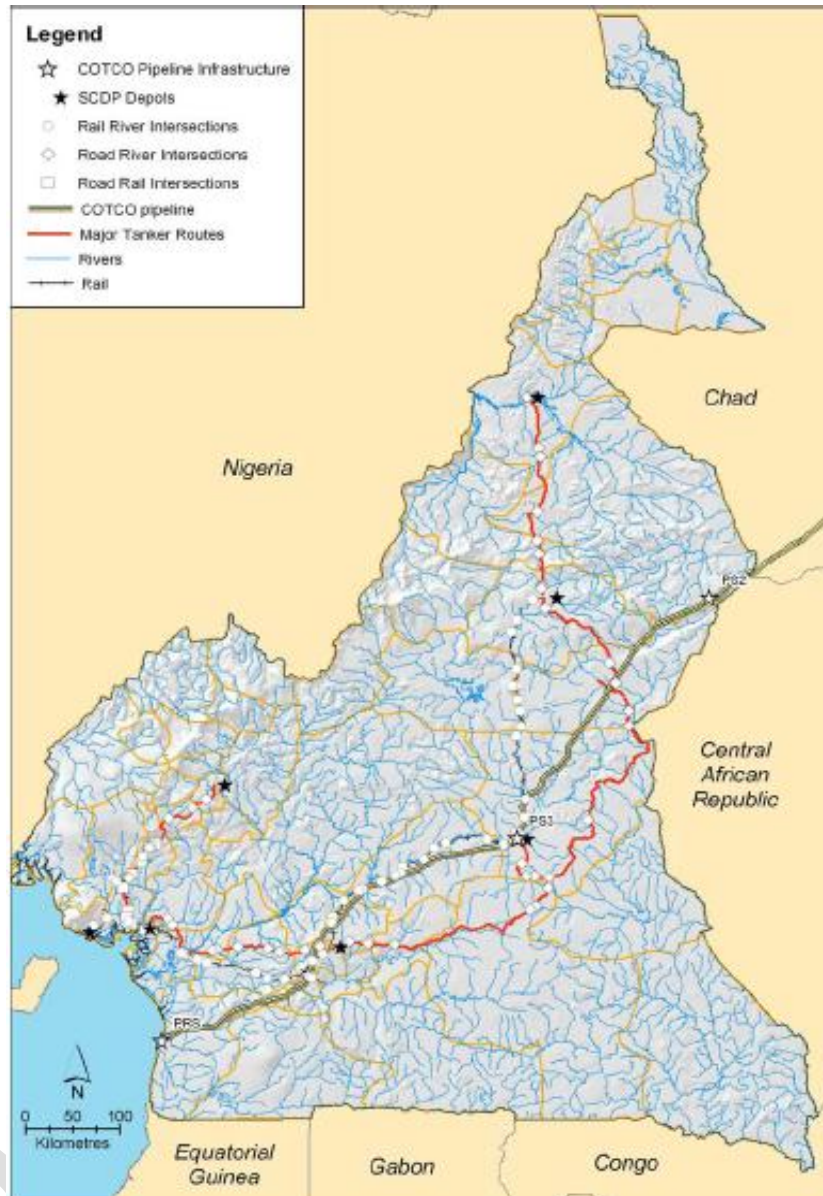 Legend
COTCO Pipeline Infrastructure
SCDP Depots
Rail River Intersections
Road River Intersections
Road Rail Intersections
COTCO pipeline
Major Tanker Routes
Rivers
Rail
Chad
Nigeria
PS2
Central
African
Republic
PS3
PRS
N
0 50 100
Kilometres
Equatorial
Guinea
Gabon
Congo